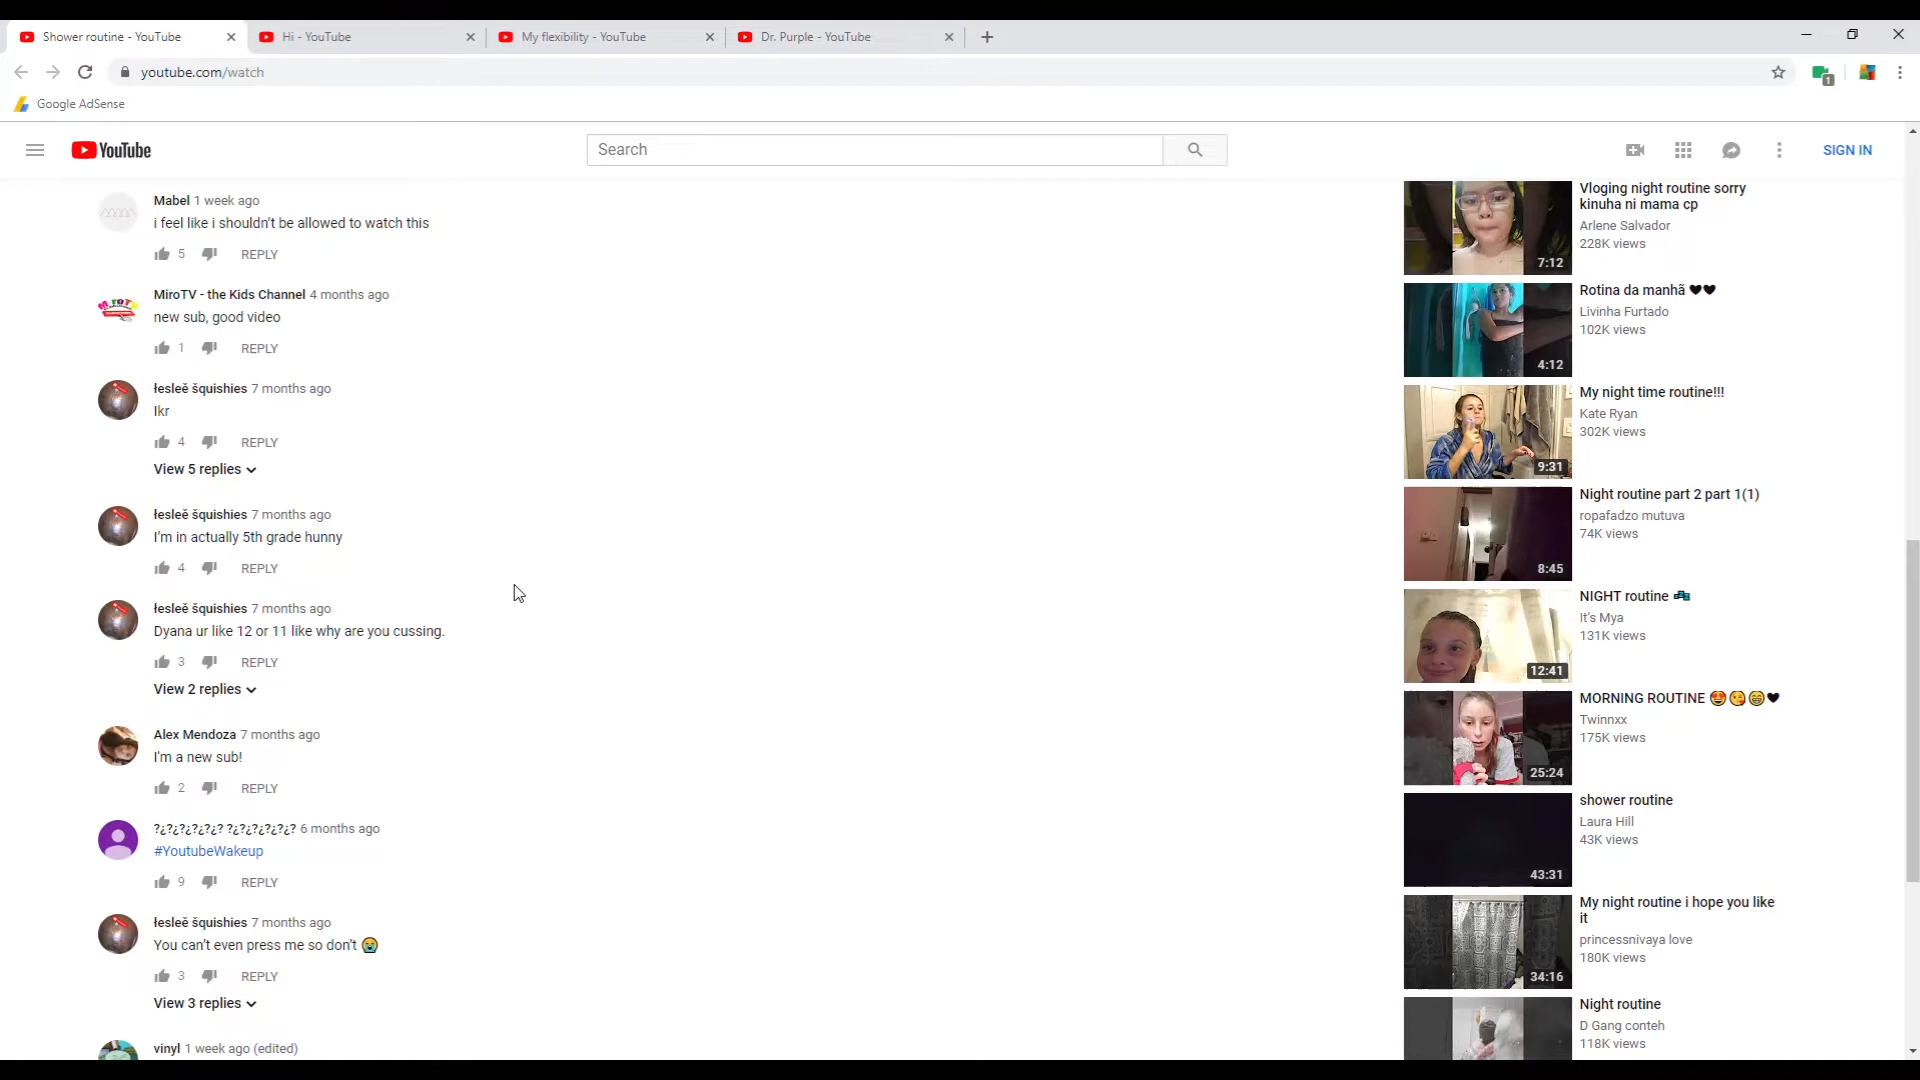 Shower routine - YouTube
Hi - YouTube
My flexibility - YouTube
Dr. Purple - YouTube
youtube.com/watch
1
Google AdSense
YouTube
Search
SIGN IN
Mabel 1 week ago
i feel like i shouldn't be allowed to watch this
5 REPLY
MiroTV - the Kids Channel 4 months ago
new sub, good video
1 REPLY
łesleě šquishies 7 months ago
Ikr
4 REPLY
View 5 replies
łesleě šquishies 7 months ago
I'm in actually 5th grade hunny
4 REPLY
łesleě šquishies 7 months ago
Dyana ur like 12 or 11 like why are you cussing.
3 REPLY
View 2 replies
Alex Mendoza 7 months ago
I'm a new sub!
2 REPLY
?¿?¿?¿?¿?¿? ?¿?¿?¿?¿?¿? 6 months ago
#YoutubeWakeup
9 REPLY
łesleě šquishies 7 months ago
You can't even press me so don't 😭
3 REPLY
View 3 replies
vinyl 1 week ago (edited)
Vloging night routine sorry
kinuha ni mama cp
Arlene Salvador
228K views
7:12
Rotina da manhã ♥♥
Livinha Furtado
102K views
4:12
My night time routine!!!
Kate Ryan
302K views
9:31
Night routine part 2 part 1(1)
ropafadzo mutuva
74K views
8:45
NIGHT routine 💤
It's Mya
131K views
12:41
MORNING ROUTINE 😍😘😁♥
Twinnxx
175K views
25:24
shower routine
Laura Hill
43K views
43:31
My night routine i hope you like
it
princessnivaya love
180K views
34:16
Night routine
D Gang conteh
118K views